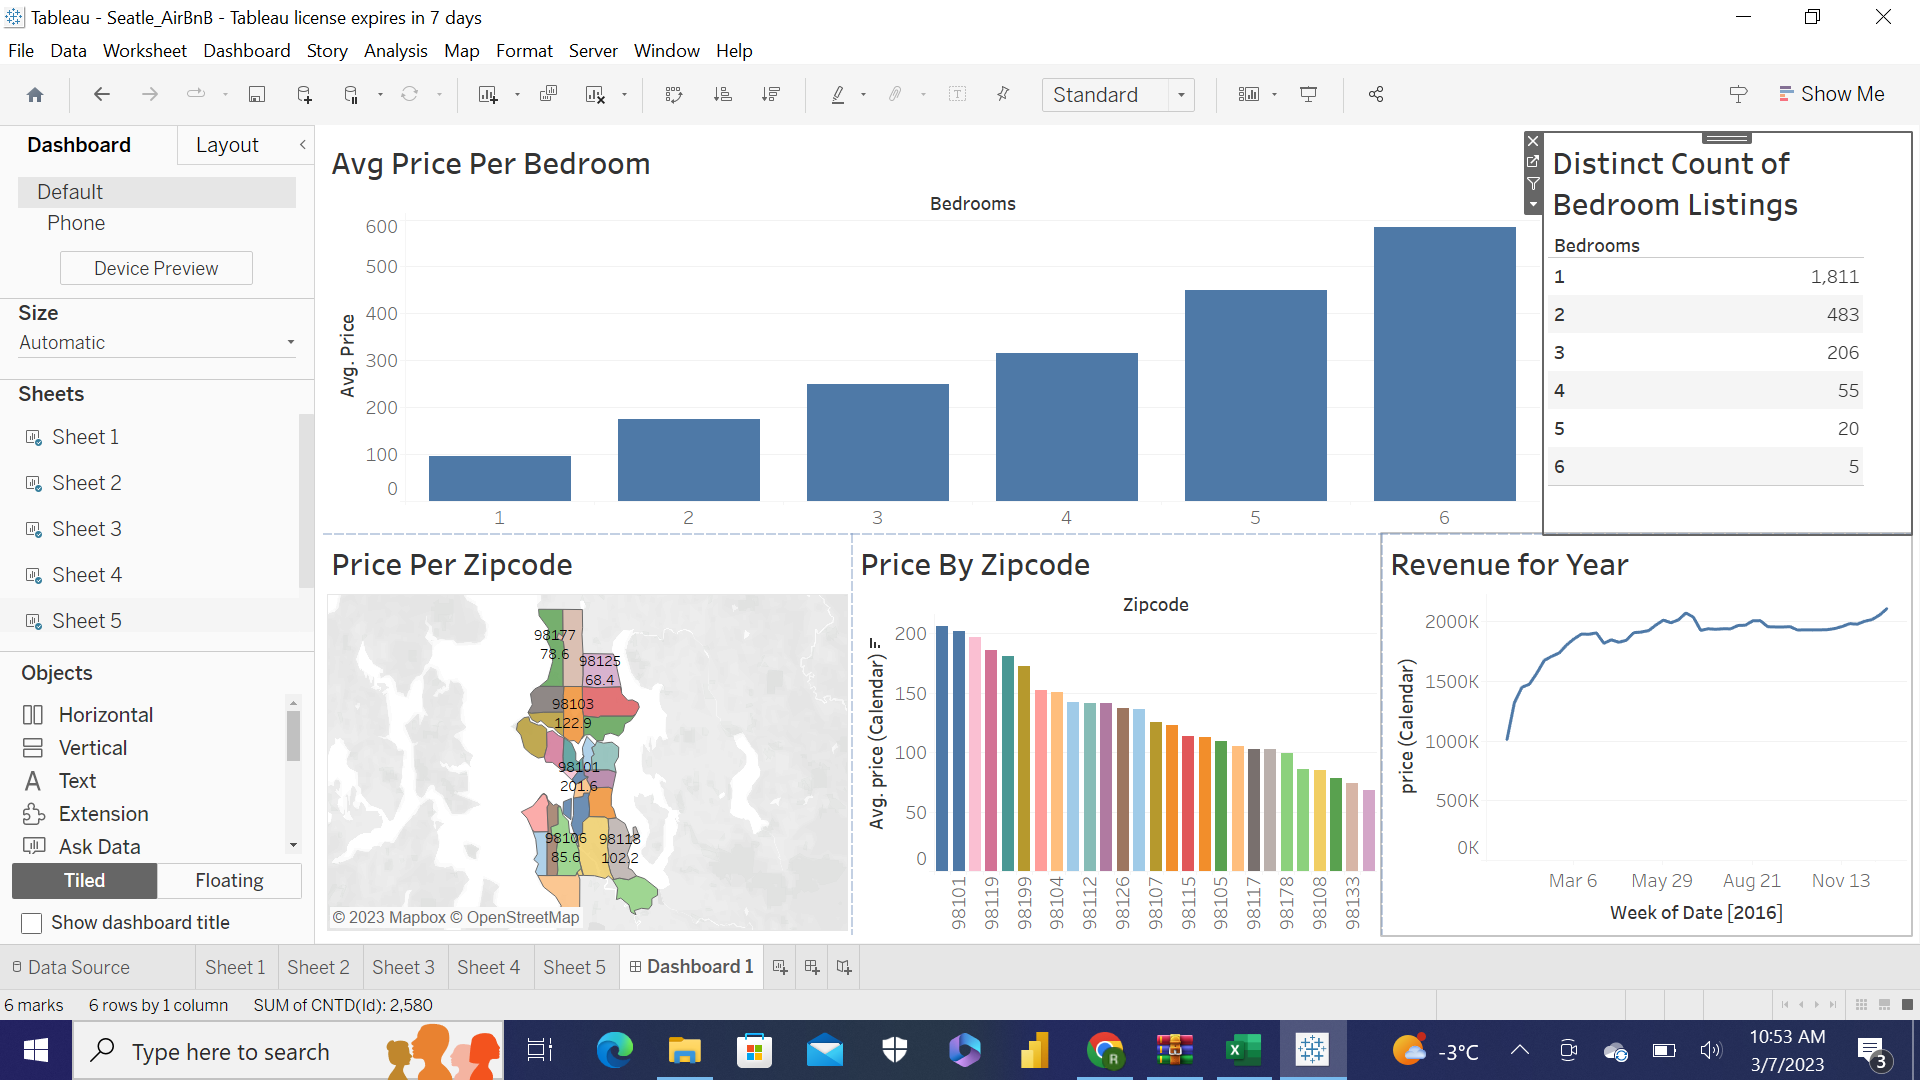 Tableau - Seatle_AirBnB - Tableau license expires in 7 days
File Data Worksheet Dashboard Story Analysis Map Format Server Window Help
Standard
Show Me
Dashboard
Layout
Default
Phone
Device Preview
Size
Automatic
Sheets
Sheet 1
Sheet 2
Sheet 3
Sheet 4
Sheet 5
Objects
Horizontal
Vertical
Text
Extension
Ask Data
Tiled
Floating
Show dashboard title
Avg Price Per Bedroom
Bedrooms
Avg. Price
600
500
400
300
200
100
0
1 2 3 4 5 6
Distinct Count of
Bedroom Listings
Bedrooms
1 1,811
2 483
3 206
4 55
5 20
6 5
Price Per Zipcode
98177
78.6
98125
68.4
98103
122.9
98101
201.6
98106
85.6
98118
102.2
© 2023 Mapbox © OpenStreetMap
Price By Zipcode
Zipcode
Avg. price (Calendar)
200
150
100
50
0
98101 98119 98199 98104 98112 98126 98107 98115 98105 98117 98178 98108 98133
Revenue for Year
price (Calendar)
2000K
1500K
1000K
500K
0K
Mar 6 May 29 Aug 21 Nov 13
Week of Date [2016]
Data Source Sheet 1 Sheet 2 Sheet 3 Sheet 4 Sheet 5 Dashboard 1
6 marks 6 rows by 1 column SUM of CNTD(Id): 2,580
Type here to search
R
-3°C
10:53 AM
3/7/2023
3